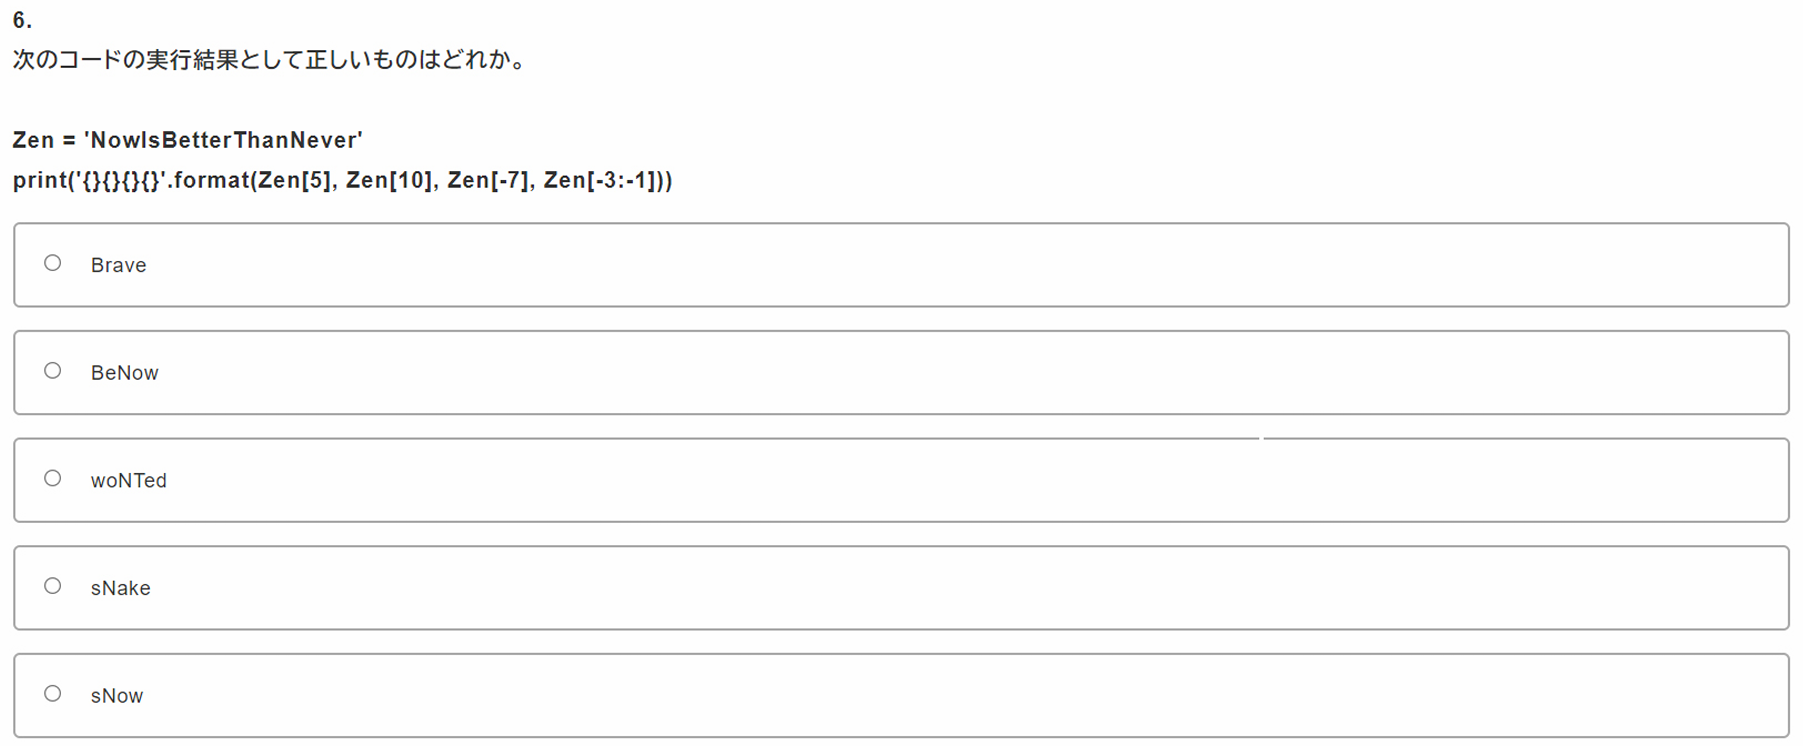 6.
次のコードの実行結果として正しいものはどれか。
Zen = 'NowIsBetterThanNever'
print('{}{}{}{}'.format(Zen[5], Zen[10], Zen[-7], Zen[-3:-1]))
Brave
BeNow
woNTed
sNake
sNow